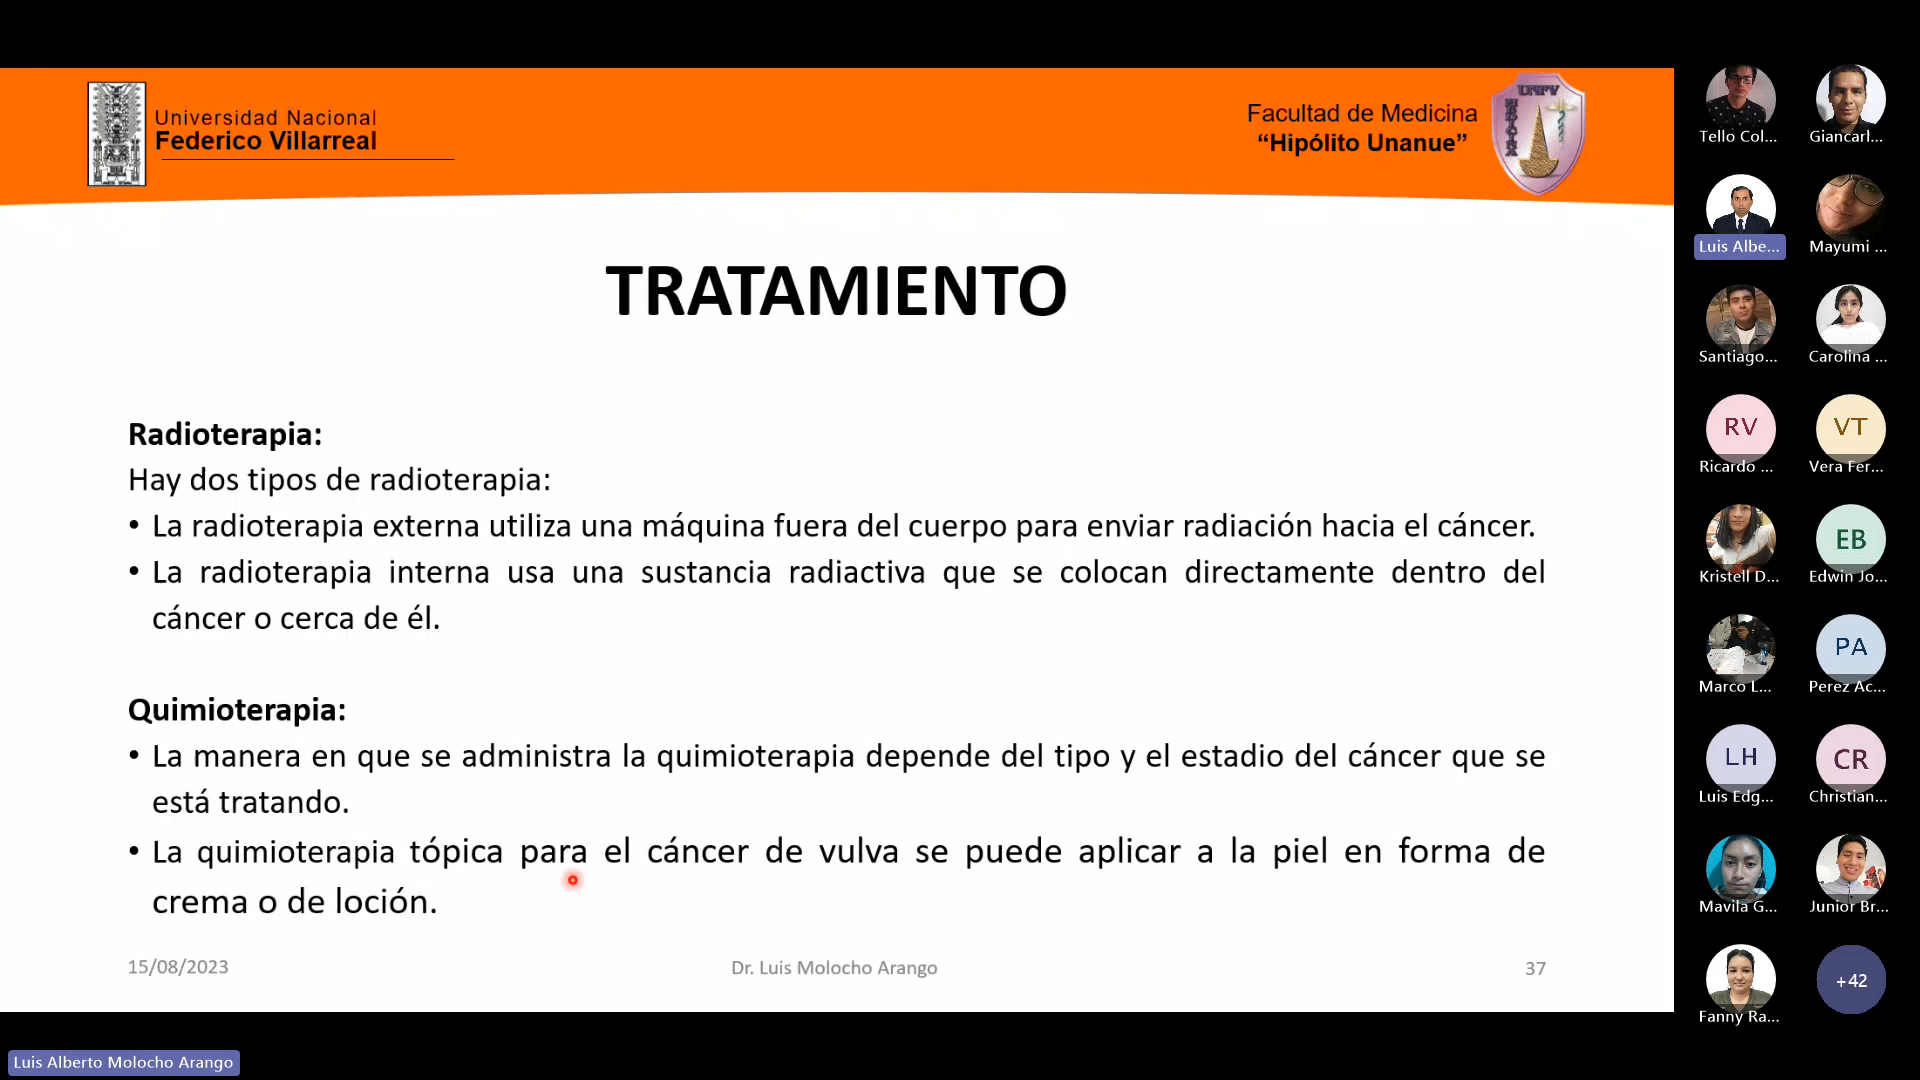 Universidad Nacional
Federico Villarreal
Facultad de Medicina
“Hipólito Unanue”
UNFV
MEDICINA
TRATAMIENTO
Radioterapia:
Hay dos tipos de radioterapia:
• La radioterapia externa utiliza una máquina fuera del cuerpo para enviar radiación hacia el cáncer.
• La radioterapia interna usa una sustancia radiactiva que se colocan directamente dentro del
cáncer o cerca de él.
Quimioterapia:
• La manera en que se administra la quimioterapia depende del tipo y el estadio del cáncer que se
está tratando.
• La quimioterapia tópica para el cáncer de vulva se puede aplicar a la piel en forma de
crema o de loción.
15/08/2023
Dr. Luis Molocho Arango
37
Tello Col...
Giancarl...
Luis Albe...
Mayumi ...
Santiago...
Carolina ...
RV
Ricardo ...
VT
Vera Fer...
Kristell D...
EB
Edwin Jo...
Marco L...
PA
Perez Ac...
LH
Luis Edg...
CR
Christian...
Mavila G...
Junior Br...
Fanny Ra...
+42
Luis Alberto Molocho Arango